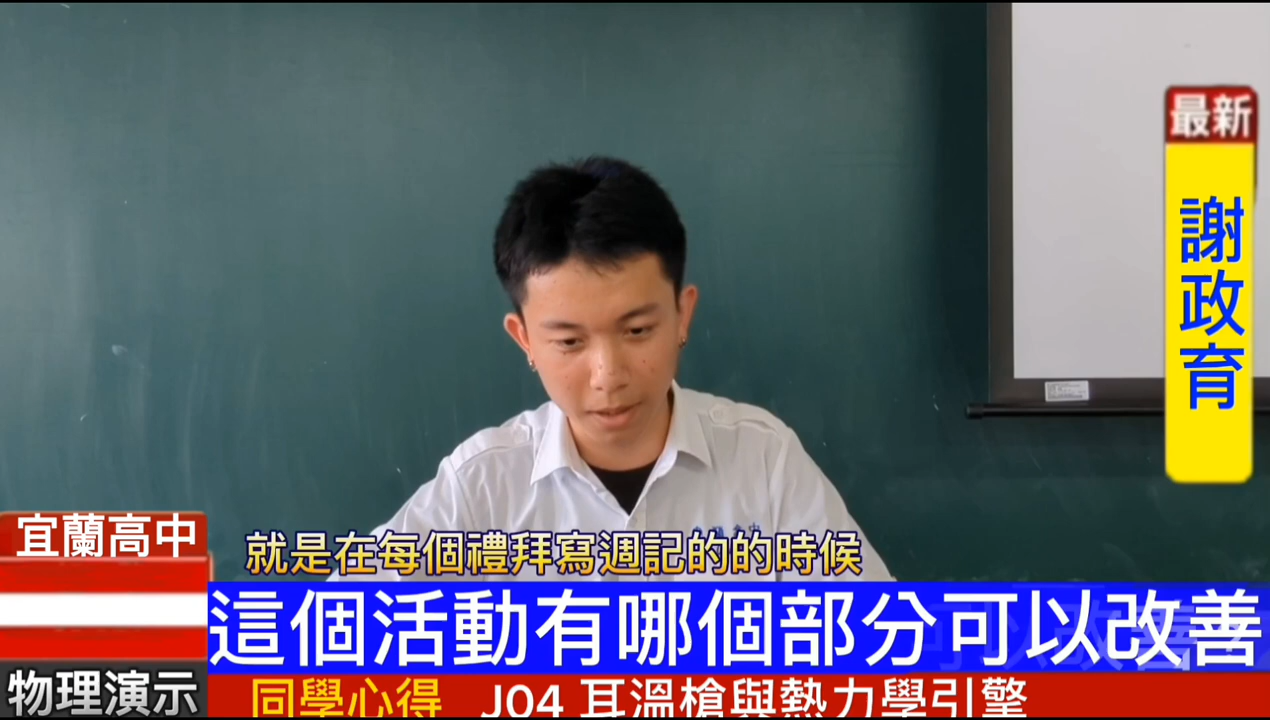 最新
謝政育
宜蘭高中
就是在每個禮拜寫週記的的時候
這個活動有哪個部分可以改善
物理演示
同學心得 J04 耳溫槍與熱力學引擎